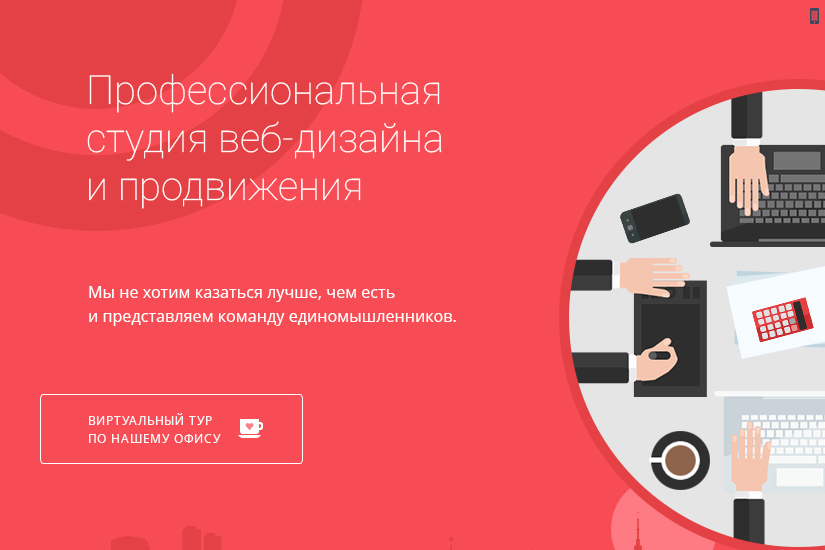 Профессиональная
студия веб-дизайна
и продвижения
Мы не хотим казаться лучше, чем есть
и представляем команду единомышленников.
ВИРТУАЛЬНЫЙ ТУР
ПО НАШЕМУ ОФИСУ